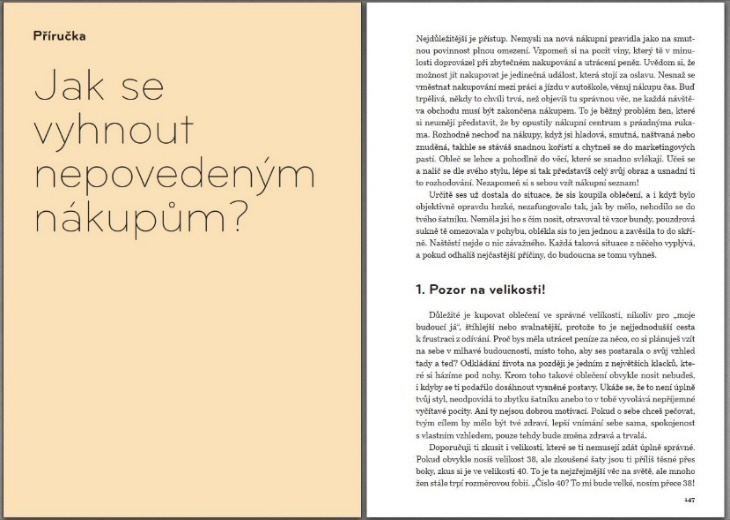 Příručka
Jak se
vyhnout
nepovedeným
nákupům?
Nejdůležitější je přístup. Nemysli na nová nákupní pravidla jako na smut-
nou povinnost plnou omezení. Vzpomeň si na pocit viny, který tě v minu-
losti doprovázel při zbytečném nakupování a utrácení peněz. Uvědom si, že
možnost jít nakupovat je jedinečná událost, která stojí za oslavu. Nesnaž se
vměstnat nakupování mezi práci a jízdu v autoškole, věnuj nákupu čas. Buď
trpělivá, někdy to chvíli trvá, než objevíš tu správnou věc, ne každá návště-
va obchodu musí být zakončena nákupem. To je běžný problém žen, které
si neumějí představit, že by opustily nákupní centrum s prázdnýma ruka-
ma. Rozhodně nechoď na nákupy, když jsi hladová, smutná, naštvaná nebo
znuděná, takhle se stáváš snadnou kořistí a chytneš se do marketingových
pastí. Obleč se lehce a pohodlně do věcí, které se snadno svlékají. Učeš se
a nalič se dle svého stylu, lépe si tak představíš celý svůj obraz a usnadní ti
to rozhodování. Nezapomeň si s sebou vzít nákupní seznam!
Určitě ses už dostala do situace, že sis koupila oblečení, a i když bylo
objektivně opravdu hezké, nezafungovalo tak, jak by mělo, nehodilo se do
tvého šatníku. Neměla jsi ho s čím nosit, otravoval tě vzor bundy, pouzdrová
sukně tě omezovala v pohybu, oblékla sis to jen jednou a zavěsila to do skří-
ně. Naštěstí nejde o nic závažného. Každá taková situace z něčeho vyplývá,
a pokud odhalíš nejčastější příčiny, do budoucna se tomu vyhneš.
1. Pozor na velikosti!
Důležité je kupovat oblečení ve správné velikosti, nikoliv pro „moje
budoucí já“, štíhlejší nebo svalnatější, protože to je nejjednodušší cesta
k frustraci z odívání. Proč bys měla utrácet peníze za něco, co si plánuješ vzít
na sebe v mlhavé budoucnosti, místo toho, aby ses postarala o svůj vzhled
tady a teď? Odkládání života na později je jedním z největších klacků, kte-
ré si házíme pod nohy. Krom toho takové oblečení obvykle nosit nebudeš,
i kdyby se ti podařilo dosáhnout vysněné postavy. Ukáže se, že to není úplně
tvůj styl, neodpovídá to zbytku šatníku anebo to v tobě vyvolává nepříjemné
vyčítavé pocity. Ani ty nejsou dobrou motivací. Pokud o sebe chceš pečovat,
tvým cílem by mělo být tvé zdraví, lepší vnímání sebe sama, spokojenost
s vlastním vzhledem, pouze tehdy bude změna zdravá a trvalá.
Doporučuji ti zkusit i velikosti, které se ti nemusejí zdát úplně správné.
Pokud obvykle nosíš velikost 38, ale zkoušené šaty jsou ti příliš těsné přes
boky, zkus si je ve velikosti 40. To je ta nejzřejmější věc na světě, ale mnoho
žen stále trpí rozměrovou fobií. „Číslo 40? To mi bude velké, nosím přece 38!
147